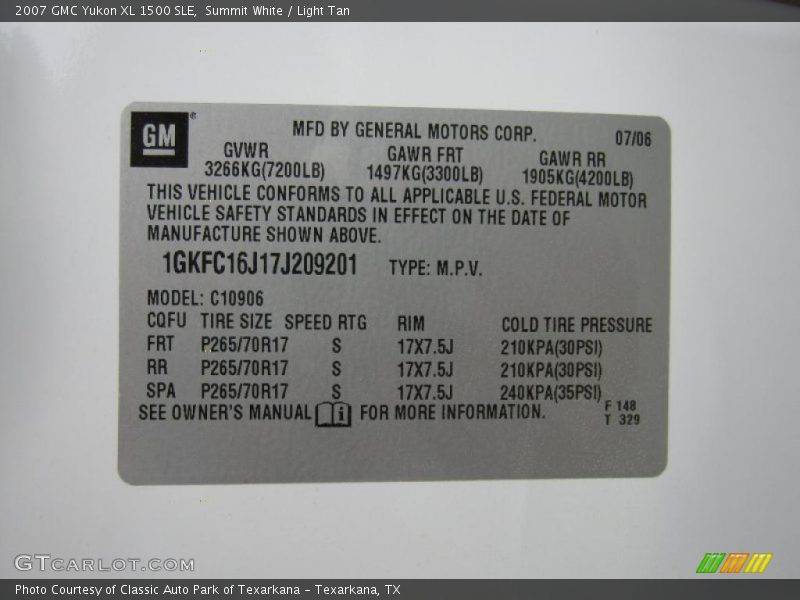 2007 GMC Yukon XL 1500 SLE, Summit White / Light Tan
GM®
MFD BY GENERAL MOTORS CORP. 07/06
GVWR GAWR FRT GAWR RR
3266KG(7200LB) 1497KG(3300LB) 1905KG(4200LB)
THIS VEHICLE CONFORMS TO ALL APPLICABLE U.S. FEDERAL MOTOR
VEHICLE SAFETY STANDARDS IN EFFECT ON THE DATE OF
MANUFACTURE SHOWN ABOVE.
1GKFC16J17J209201 TYPE: M.P.V.
MODEL: C10906
CQFU TIRE SIZE SPEED RTG RIM COLD TIRE PRESSURE
FRT P265/70R17 S 17X7.5J 210KPA(30PSI)
RR P265/70R17 S 17X7.5J 210KPA(30PSI)
SPA P265/70R17 S 17X7.5J 240KPA(35PSI)
SEE OWNER'S MANUAL i FOR MORE INFORMATION. F 148
T 329
GTCARLOT.COM
Photo Courtesy of Classic Auto Park of Texarkana - Texarkana, TX